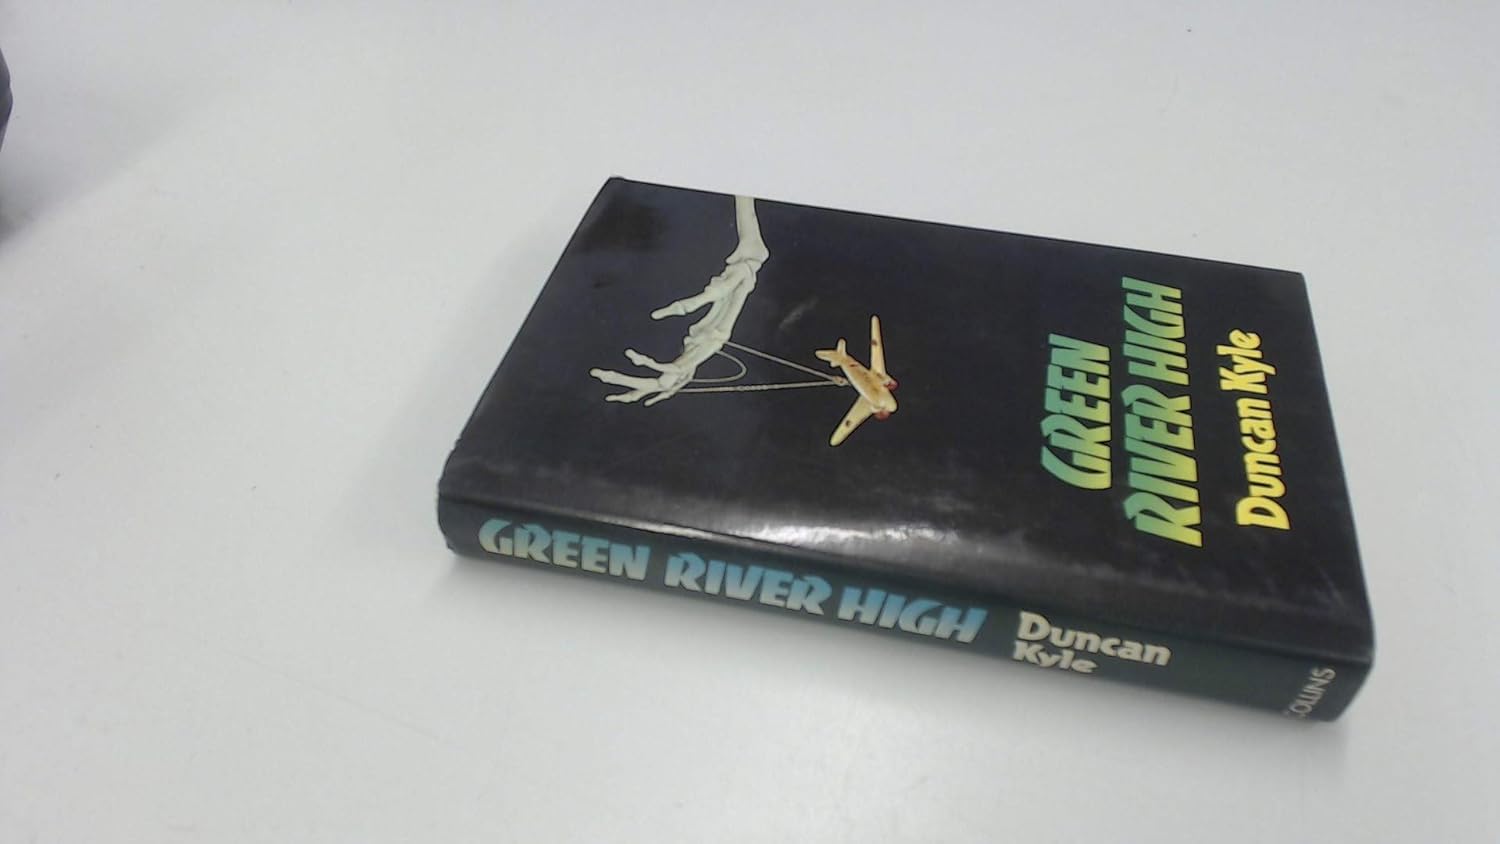 GREEN
RIVER HIGH
Duncan Kyle
GREEN RIVER HIGH
Duncan
Kyle
COLLINS